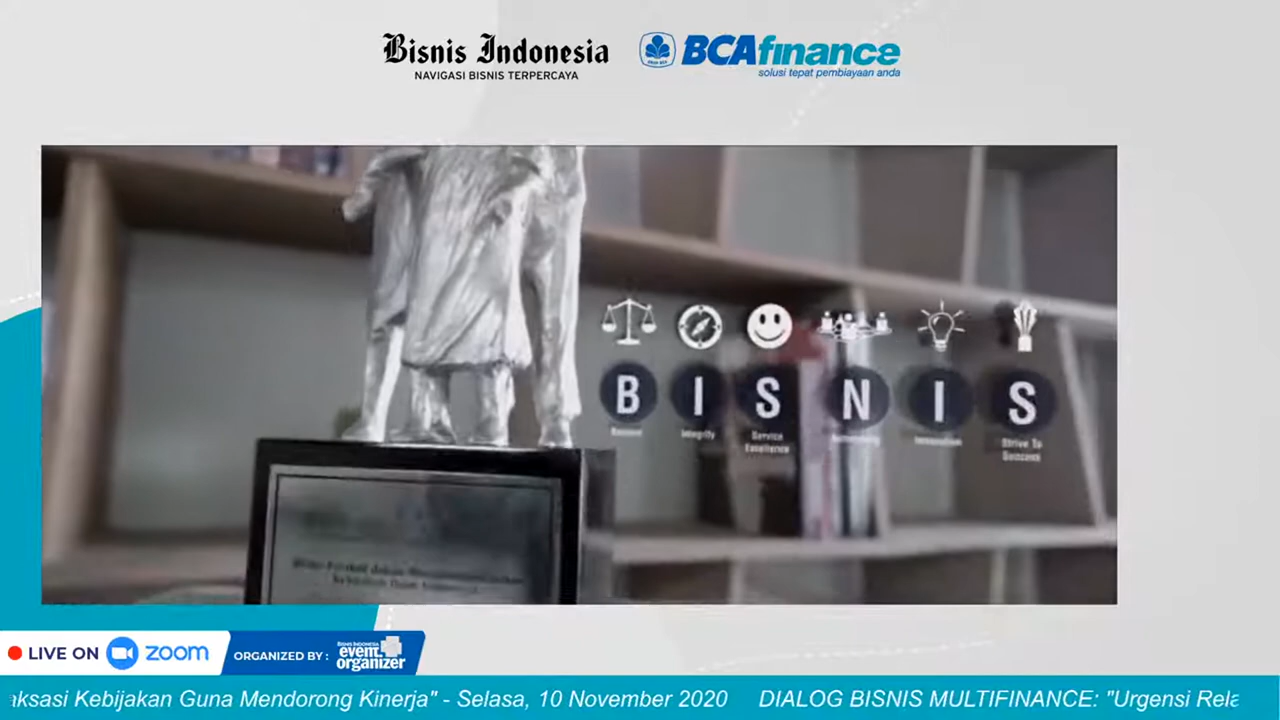 Bisnis Indonesia
NAVIGASI BISNIS TERPERCAYA
BCAfinance
solusi tepat pembiayaan anda
B I S N I S
Integrity
Service
Excellence
Innovation
Strive To
Success
LIVE ON zoom
ORGANIZED BY :
BISNIS INDONESIA
event
organizer
aksasi Kebijakan Guna Mendorong Kinerja" - Selasa, 10 November 2020 DIALOG BISNIS MULTIFINANCE: "Urgensi Rela